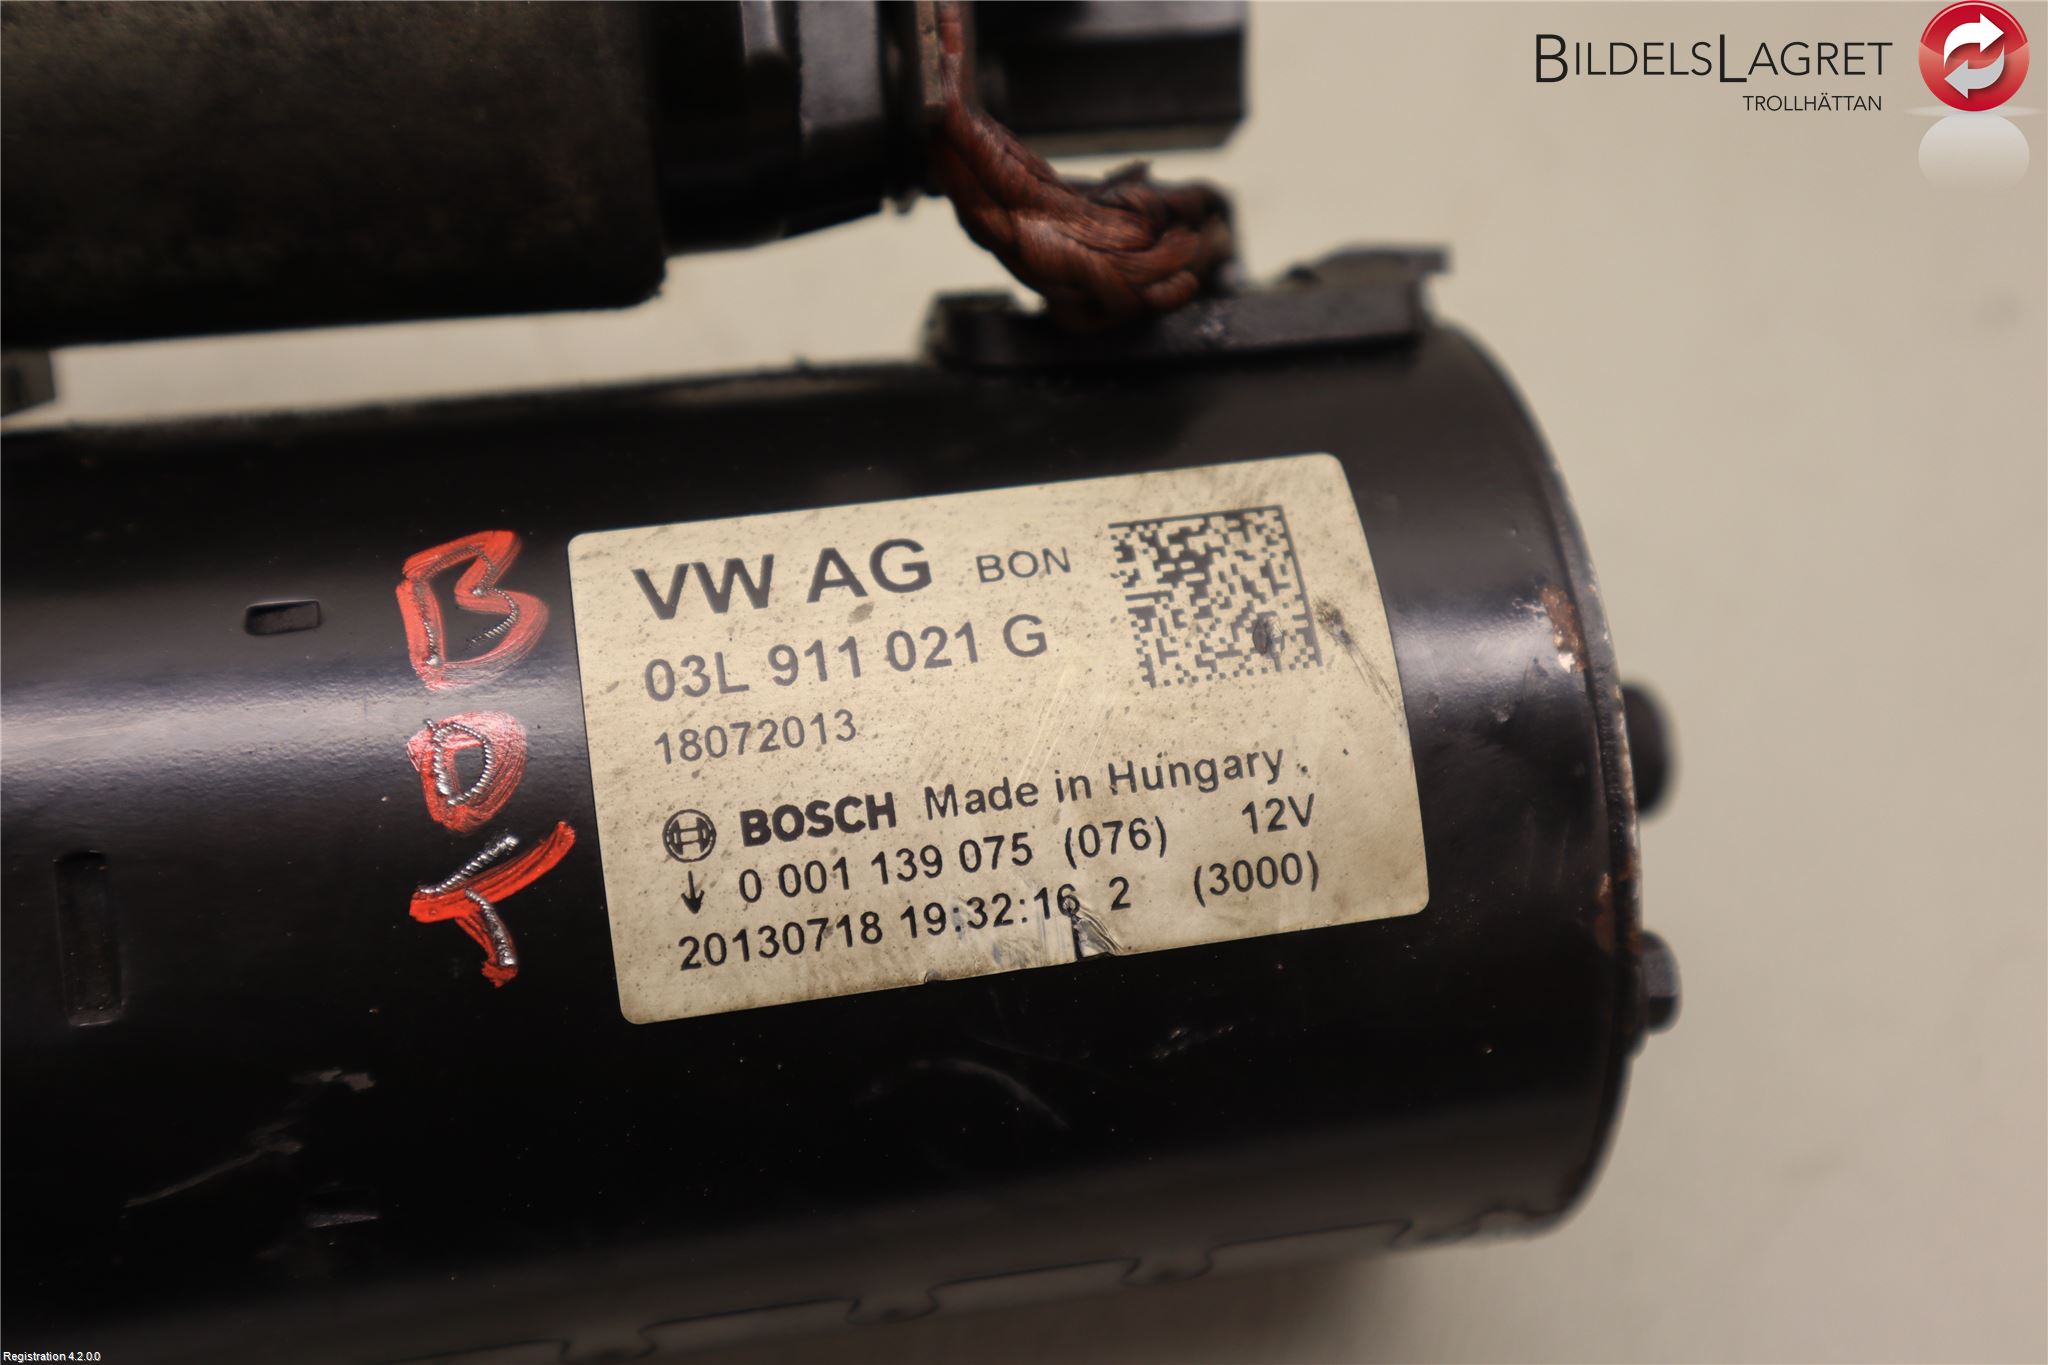 BILDELSLAGRET
TROLLHÄTTAN
VW AG BON
03L 911 021 G
18072013
BOSCH Made in Hungary
↓ 0 001 139 075 (076) 12V
20130718 19:32:16 2 (3000)
Registration 4.2.0.0